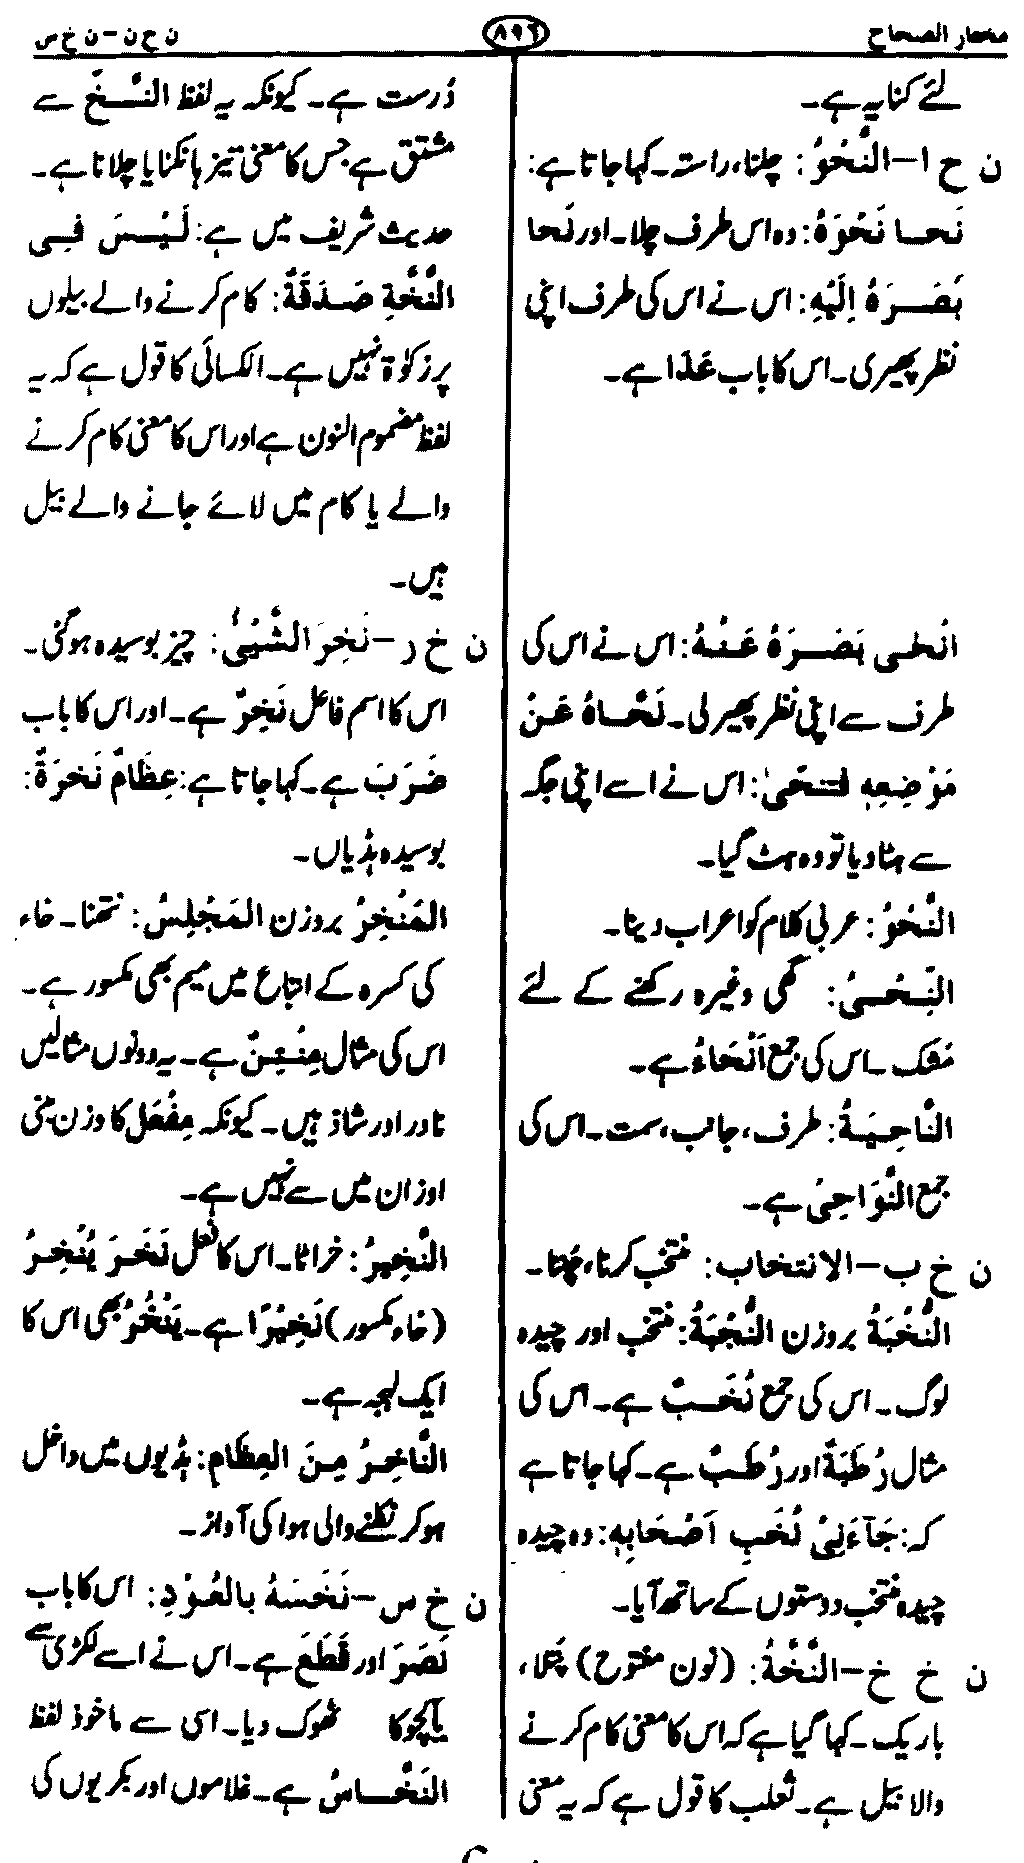 مختار الصحاح
۸۹۶
ن ح ن – ن خ س
لئے کنایہ ہے۔
ن ح ا – النَّحْوُ: چلنا، راستہ۔ کہا جاتا ہے:
نَحَا نَحْوَهٗ: وہ اس طرف چلا۔ اور نَحا
بَصَرَهٗ اِلَيْهِ: اس نے اس کی طرف اپنی
نظر پھیری۔ اس کا باب عَدَا ہے۔
انْحٰی بَصَرَهٗ عَنْهُ: اس نے اس کی
طرف سے اپنی نظر پھیر لی۔ نَحَّاهُ عَنْ
مَوْضِعِهٖ فَتَنَحّٰی: اس نے اسے اپنی جگہ
سے ہٹا دیا تو وہ ہٹ گیا۔
النَّحْوُ: عربی کلام کو اعراب دینا۔
النِّحْیُ: گھی وغیرہ رکھنے کے لئے
مَشک۔ اس کی جمع اَنْحَاءُ ہے۔
النَّاحِيَةُ: طرف، جانب، سمت۔ اس کی
جمع النَّوَاحِیْ ہے۔
ن خ ب – الانتخاب: منتخب کرنا، چُننا۔
النُّخْبَةُ بروزن النُّجْبَةُ: منتخب اور چیدہ
لوگ۔ اس کی جمع نُخَبٌ ہے۔ اس کی
مثال رُطَبَةٌ اور رُطَبٌ ہے۔ کہا جاتا ہے
کہ: جَآءَ نِیْ نُخَبِ اَصْحَابِهٖ: وہ چیدہ
چیدہ منتخب دوستوں کے ساتھ آیا۔
ن خ خ – النَّخَّةُ: (نون مفتوح) پتلا،
باریک۔ کہا گیا ہے کہ اس کا معنی کام کرنے
والا بیل ہے۔ ثعلب کا قول ہے کہ یہ معنی
دُرست ہے۔ کیونکہ یہ لفظ النَّخّ سے
مشتق ہے جس کا معنی تیز ہانکنا یا چلانا ہے۔
حدیث شریف میں ہے: لَيْسَ فِی
النُّخَّةِ صَدَقَةٌ: کام کرنے والے بیلوں
پر زکوٰۃ نہیں ہے۔ الکسائی کا قول ہے کہ یہ
لفظ مضموم النون ہے اور اس کا معنی کام کرنے
والے یا کام میں لائے جانے والے بیل
ہیں۔
ن خ ر – نَخِرَ الشَّيْئُ: چیز بوسیدہ ہوگئی۔
اس کا اسم فاعل نَخِرٌ ہے۔ اور اس کا باب
ضَرَبَ ہے۔ کہا جاتا ہے: عِظَامٌ نَخِرَةٌ:
بوسیدہ ہڈیاں۔
المَنْخِرُ بروزن المَجْلِسُ: نتھنا۔ خاء
کی کسرہ کے اتباع میں میم بھی مکسور ہے۔
اس کی مثال مِنْتِنٌ ہے۔ یہ دونوں مثالیں
نادر اور شاذ ہیں۔ کیونکہ مِفْعَل کا وزن مبنی
اوزان میں سے نہیں ہے۔
النَّخِيرُ: خراٹا۔ اس کا فعل نَخَرَ يَنْخِرُ
(خاء مکسور) نَخِيْرًا ہے۔ يَنْخُرُ بھی اس کا
ایک لہجہ ہے۔
النَّاخِرُ مِنَ العِظَامِ: ہڈیوں میں داخل
ہوکر نکلنے والی ہوا کی آواز۔
ن خ س – نَخَسَهُ بِالعُوْدِ: اس کا باب
نَصَرَ اور قَطَعَ ہے۔ اس نے اسے لکڑی سے
یا کچوکا ٹھوک دیا۔ اسی سے ماخوذ لفظ
النَّخَّاسُ ہے۔ غلاموں اور بکریوں کی